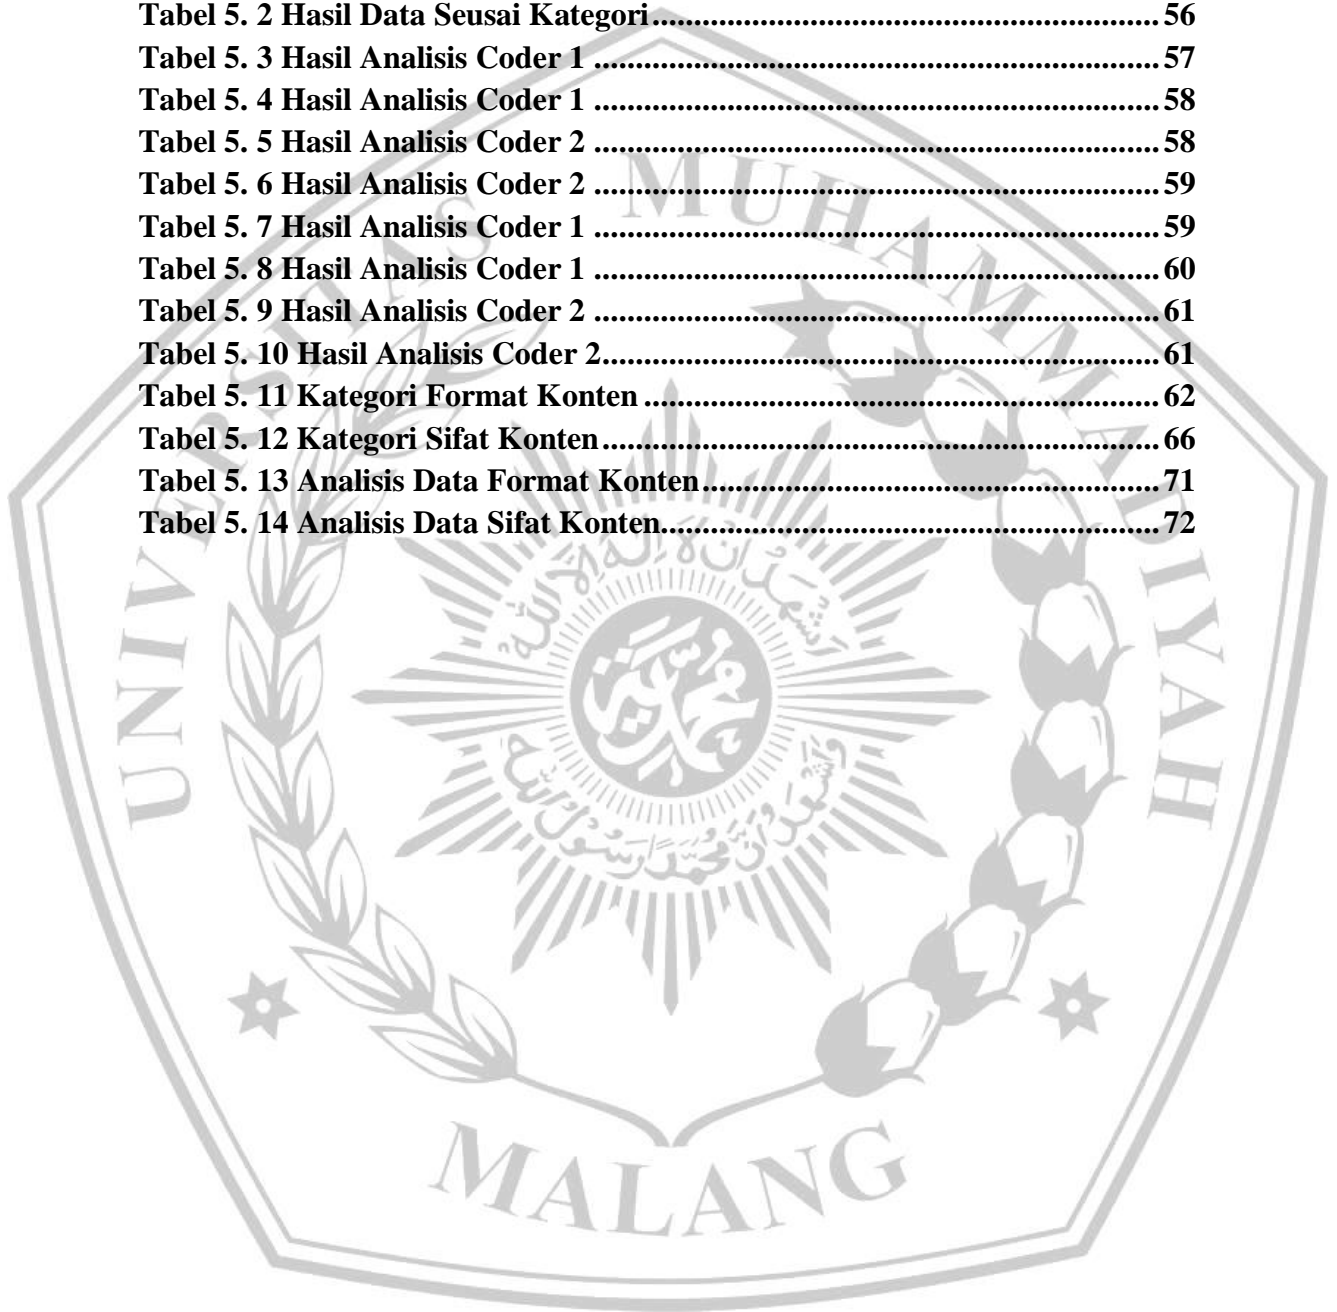 Tabel 5. 2 Hasil Data Seusai Kategori................................................................56
Tabel 5. 3 Hasil Analisis Coder 1 ......................................................................57
Tabel 5. 4 Hasil Analisis Coder 1 ......................................................................58
Tabel 5. 5 Hasil Analisis Coder 2 ......................................................................58
Tabel 5. 6 Hasil Analisis Coder 2 ......................................................................59
Tabel 5. 7 Hasil Analisis Coder 1 ......................................................................59
Tabel 5. 8 Hasil Analisis Coder 1 ......................................................................60
Tabel 5. 9 Hasil Analisis Coder 2 ......................................................................61
Tabel 5. 10 Hasil Analisis Coder 2.....................................................................61
Tabel 5. 11 Kategori Format Konten ................................................................62
Tabel 5. 12 Kategori Sifat Konten.....................................................................66
Tabel 5. 13 Analisis Data Format Konten.........................................................71
Tabel 5. 14 Analisis Data Sifat Konten..............................................................72
UNIVERSITAS MUHAMMADIYAH
MALANG